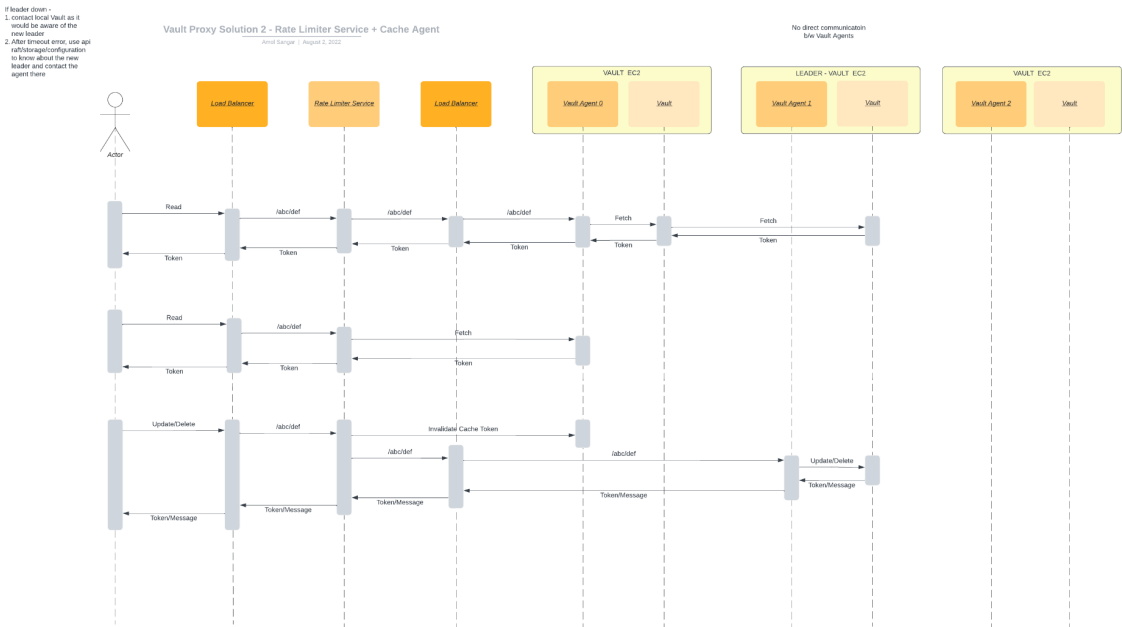 If leader down -
1. contact local Vault as it
would be aware of the
new leader
2. After timeout error, use api
raft/storage/configuration
to know about the new
leader and contact the
agent there
Vault Proxy Solution 2 - Rate Limiter Service + Cache Agent
August 2, 2022
No direct communicatoin
b/w Vault Agents
VAULT EC2
LEADER - VAULT EC2
VAULT EC2
Actor
Load Balancer
Rate Limiter Service
Load Balancer
Vault Agent 0
Vault
Vault Agent 1
Vault
Vault Agent 2
Vault
Read
/abc/def
/abc/def
/abc/def
Fetch
Fetch
Token
Token
Token
Token
Token
Token
Read
/abc/def
Fetch
Token
Token
Token
Update/Delete
/abc/def
Invalidate Cache Token
/abc/def
/abc/def
Update/Delete
Token/Message
Token/Message
Token/Message
Token/Message
Token/Message